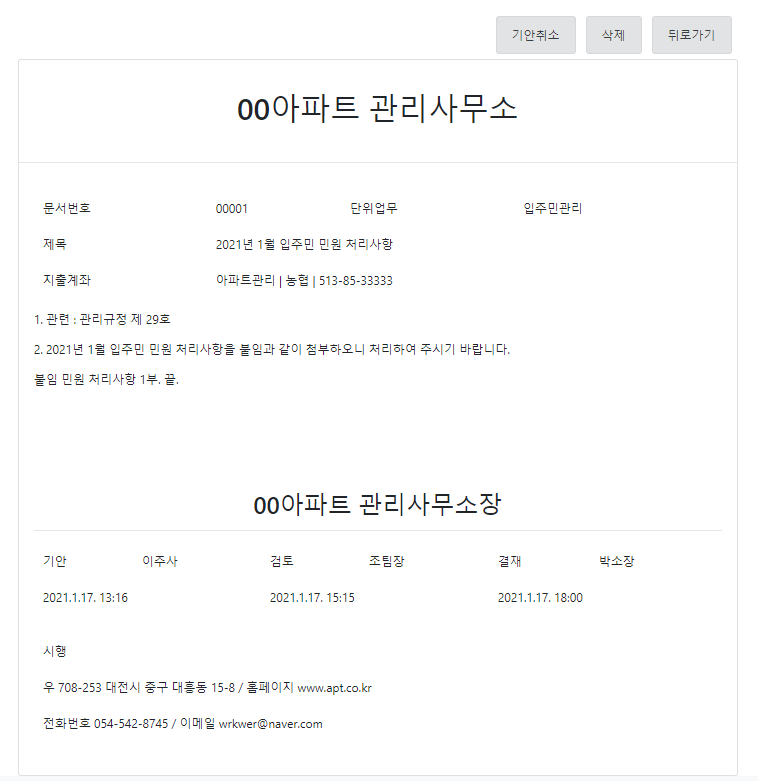 기안취소 삭제 뒤로가기
00아파트 관리사무소
문서번호 00001 단위업무 입주민관리
제목 2021년 1월 입주민 민원 처리사항
지출계좌 아파트관리 | 농협 | 513-85-33333
1. 관련 : 관리규정 제 29호
2. 2021년 1월 입주민 민원 처리사항을 붙임과 같이 첨부하오니 처리하여 주시기 바랍니다.
붙임 민원 처리사항 1부. 끝.
00아파트 관리사무소장
기안 이주사 검토 조팀장 결재 박소장
2021.1.17. 13:16 2021.1.17. 15:15 2021.1.17. 18:00
시행
우 708-253 대전시 중구 대흥동 15-8 / 홈페이지 www.apt.co.kr
전화번호 054-542-8745 / 이메일 wrkwer@naver.com